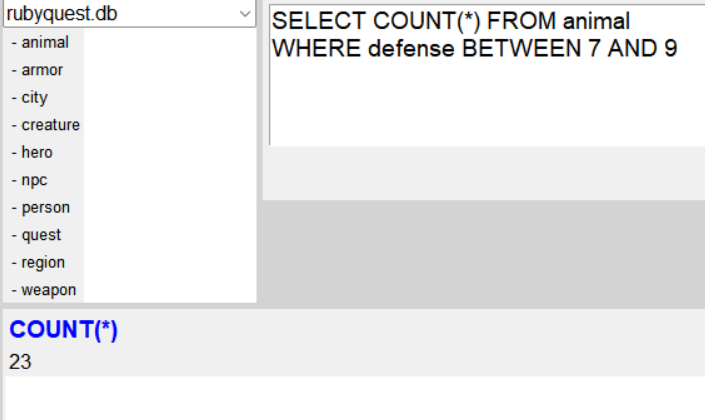 rubyquest.db
- animal
- armor
- city
- creature
- hero
- npc
- person
- quest
- region
- weapon
SELECT COUNT(*) FROM animal
WHERE defense BETWEEN 7 AND 9
COUNT(*)
23